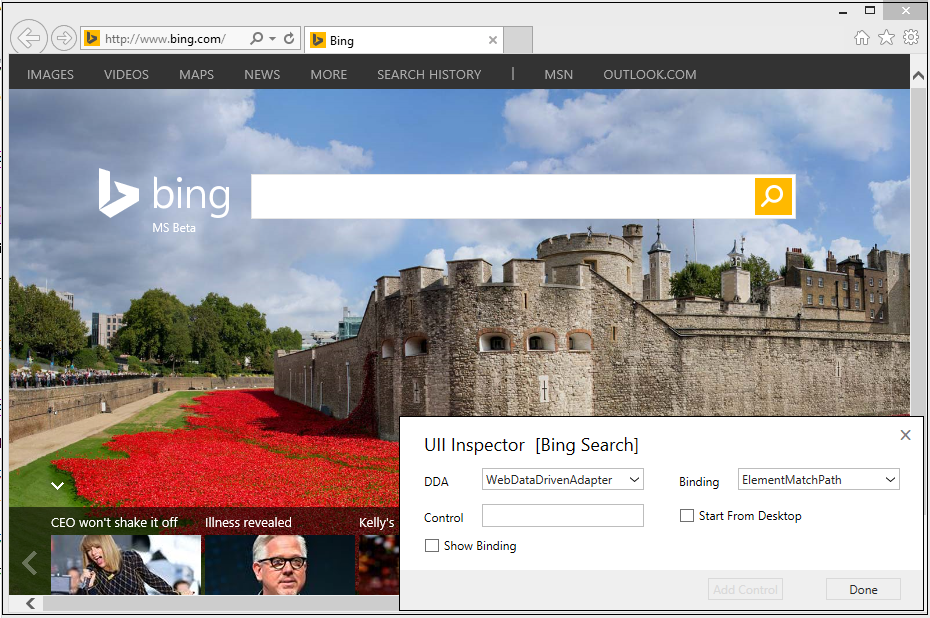 http://www.bing.com/
Bing
IMAGES VIDEOS MAPS NEWS MORE SEARCH HISTORY | MSN OUTLOOK.COM
bing
MS Beta
CEO won't shake it off
Illness revealed
Kelly's
UII Inspector [Bing Search]
DDA WebDataDrivenAdapter Binding ElementMatchPath
Control Start From Desktop
Show Binding
Add Control Done